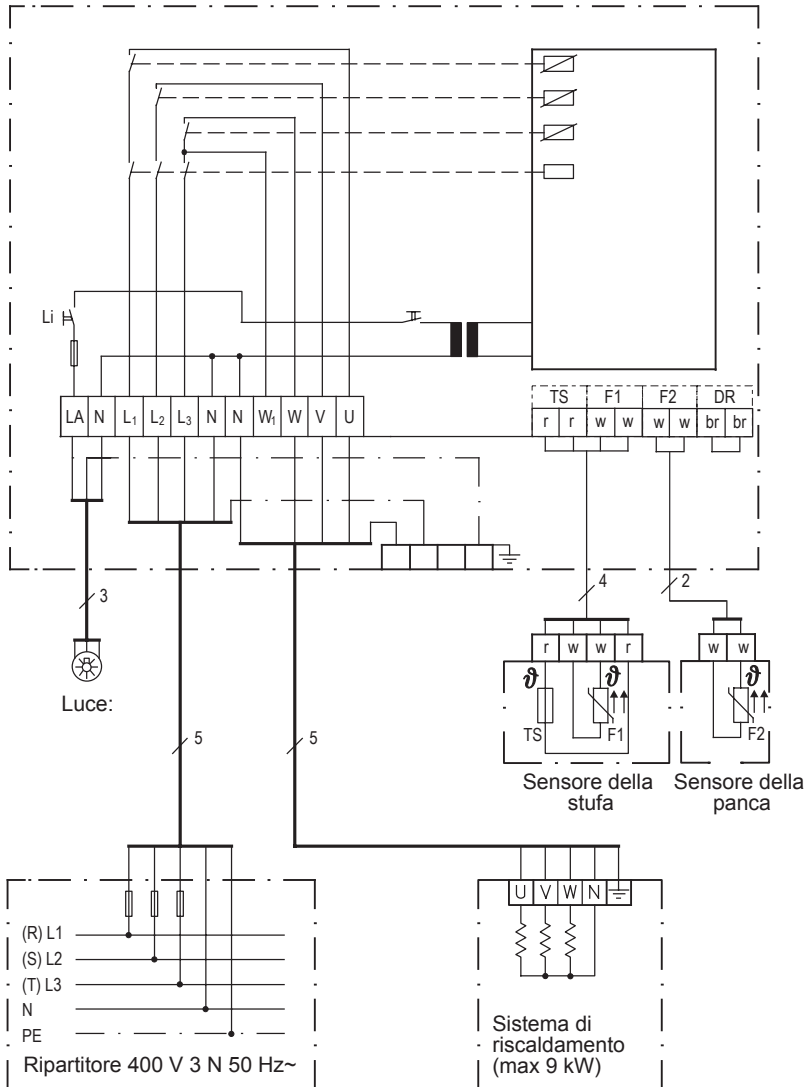 Li
LA N L1 L2 L3 N N W1 W V U
TS F1 F2 DR
r r w w w w br br
3
4
2
Luce:
5
5
r w w r
w w
ϑ ϑ
ϑ
TS F1
F2
Sensore della
stufa
Sensore della
panca
U V W N
(R) L1
(S) L2
(T) L3
N
PE
Ripartitore 400 V 3 N 50 Hz~
Sistema di
riscaldamento
(max 9 kW)